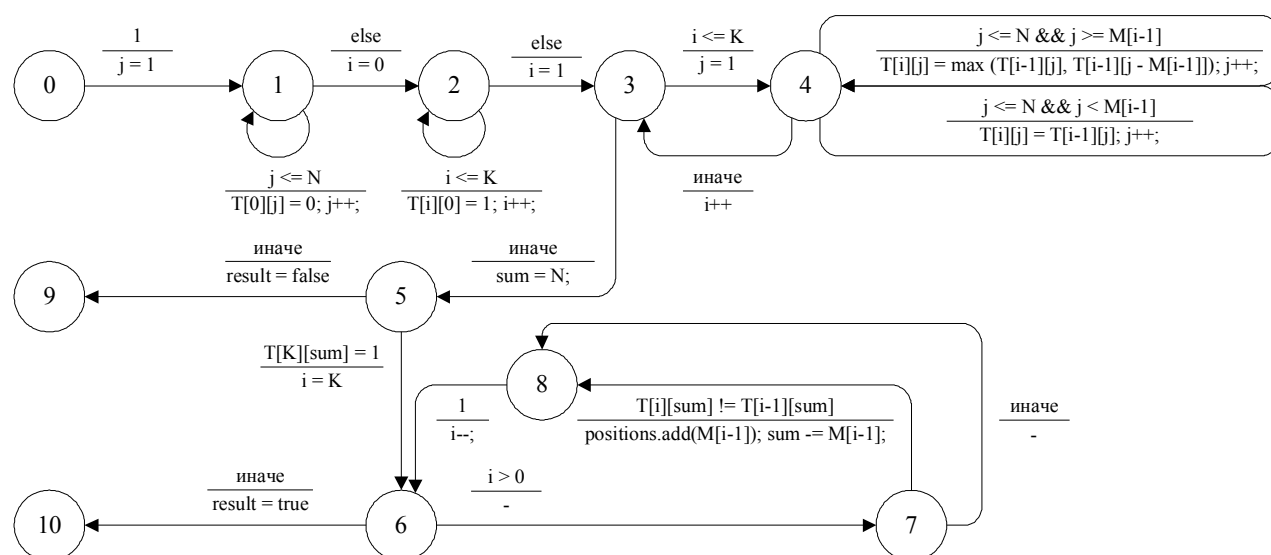 1
j = 1
else
i = 0
else
i = 1
i <= K
j = 1
j <= N && j >= M[i-1]
T[i][j] = max (T[i-1][j], T[i-1][j - M[i-1]]); j++;
0
1
2
3
4
j <= N && j < M[i-1]
T[i][j] = T[i-1][j]; j++;
j <= N
T[0][j] = 0; j++;
i <= K
T[i][0] = 1; i++;
иначе
i++
иначе
result = false
иначе
sum = N;
9
5
T[K][sum] = 1
i = K
8
1
i--;
T[i][sum] != T[i-1][sum]
positions.add(M[i-1]); sum -= M[i-1];
иначе
-
иначе
result = true
i > 0
-
10
6
7